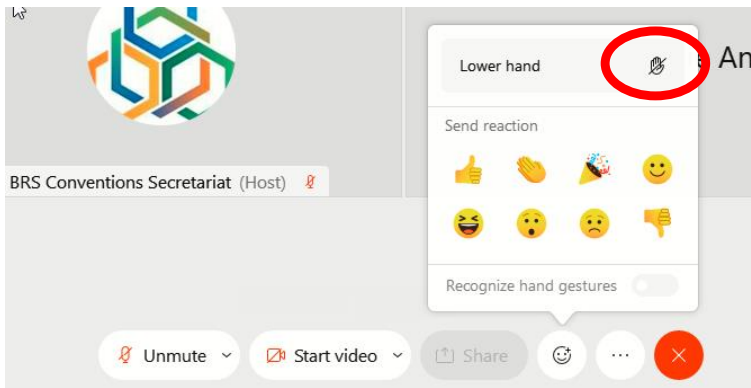 Lower hand
An
Send reaction
BRS Conventions Secretariat (Host)
Recognize hand gestures
Unmute
Start video
Share